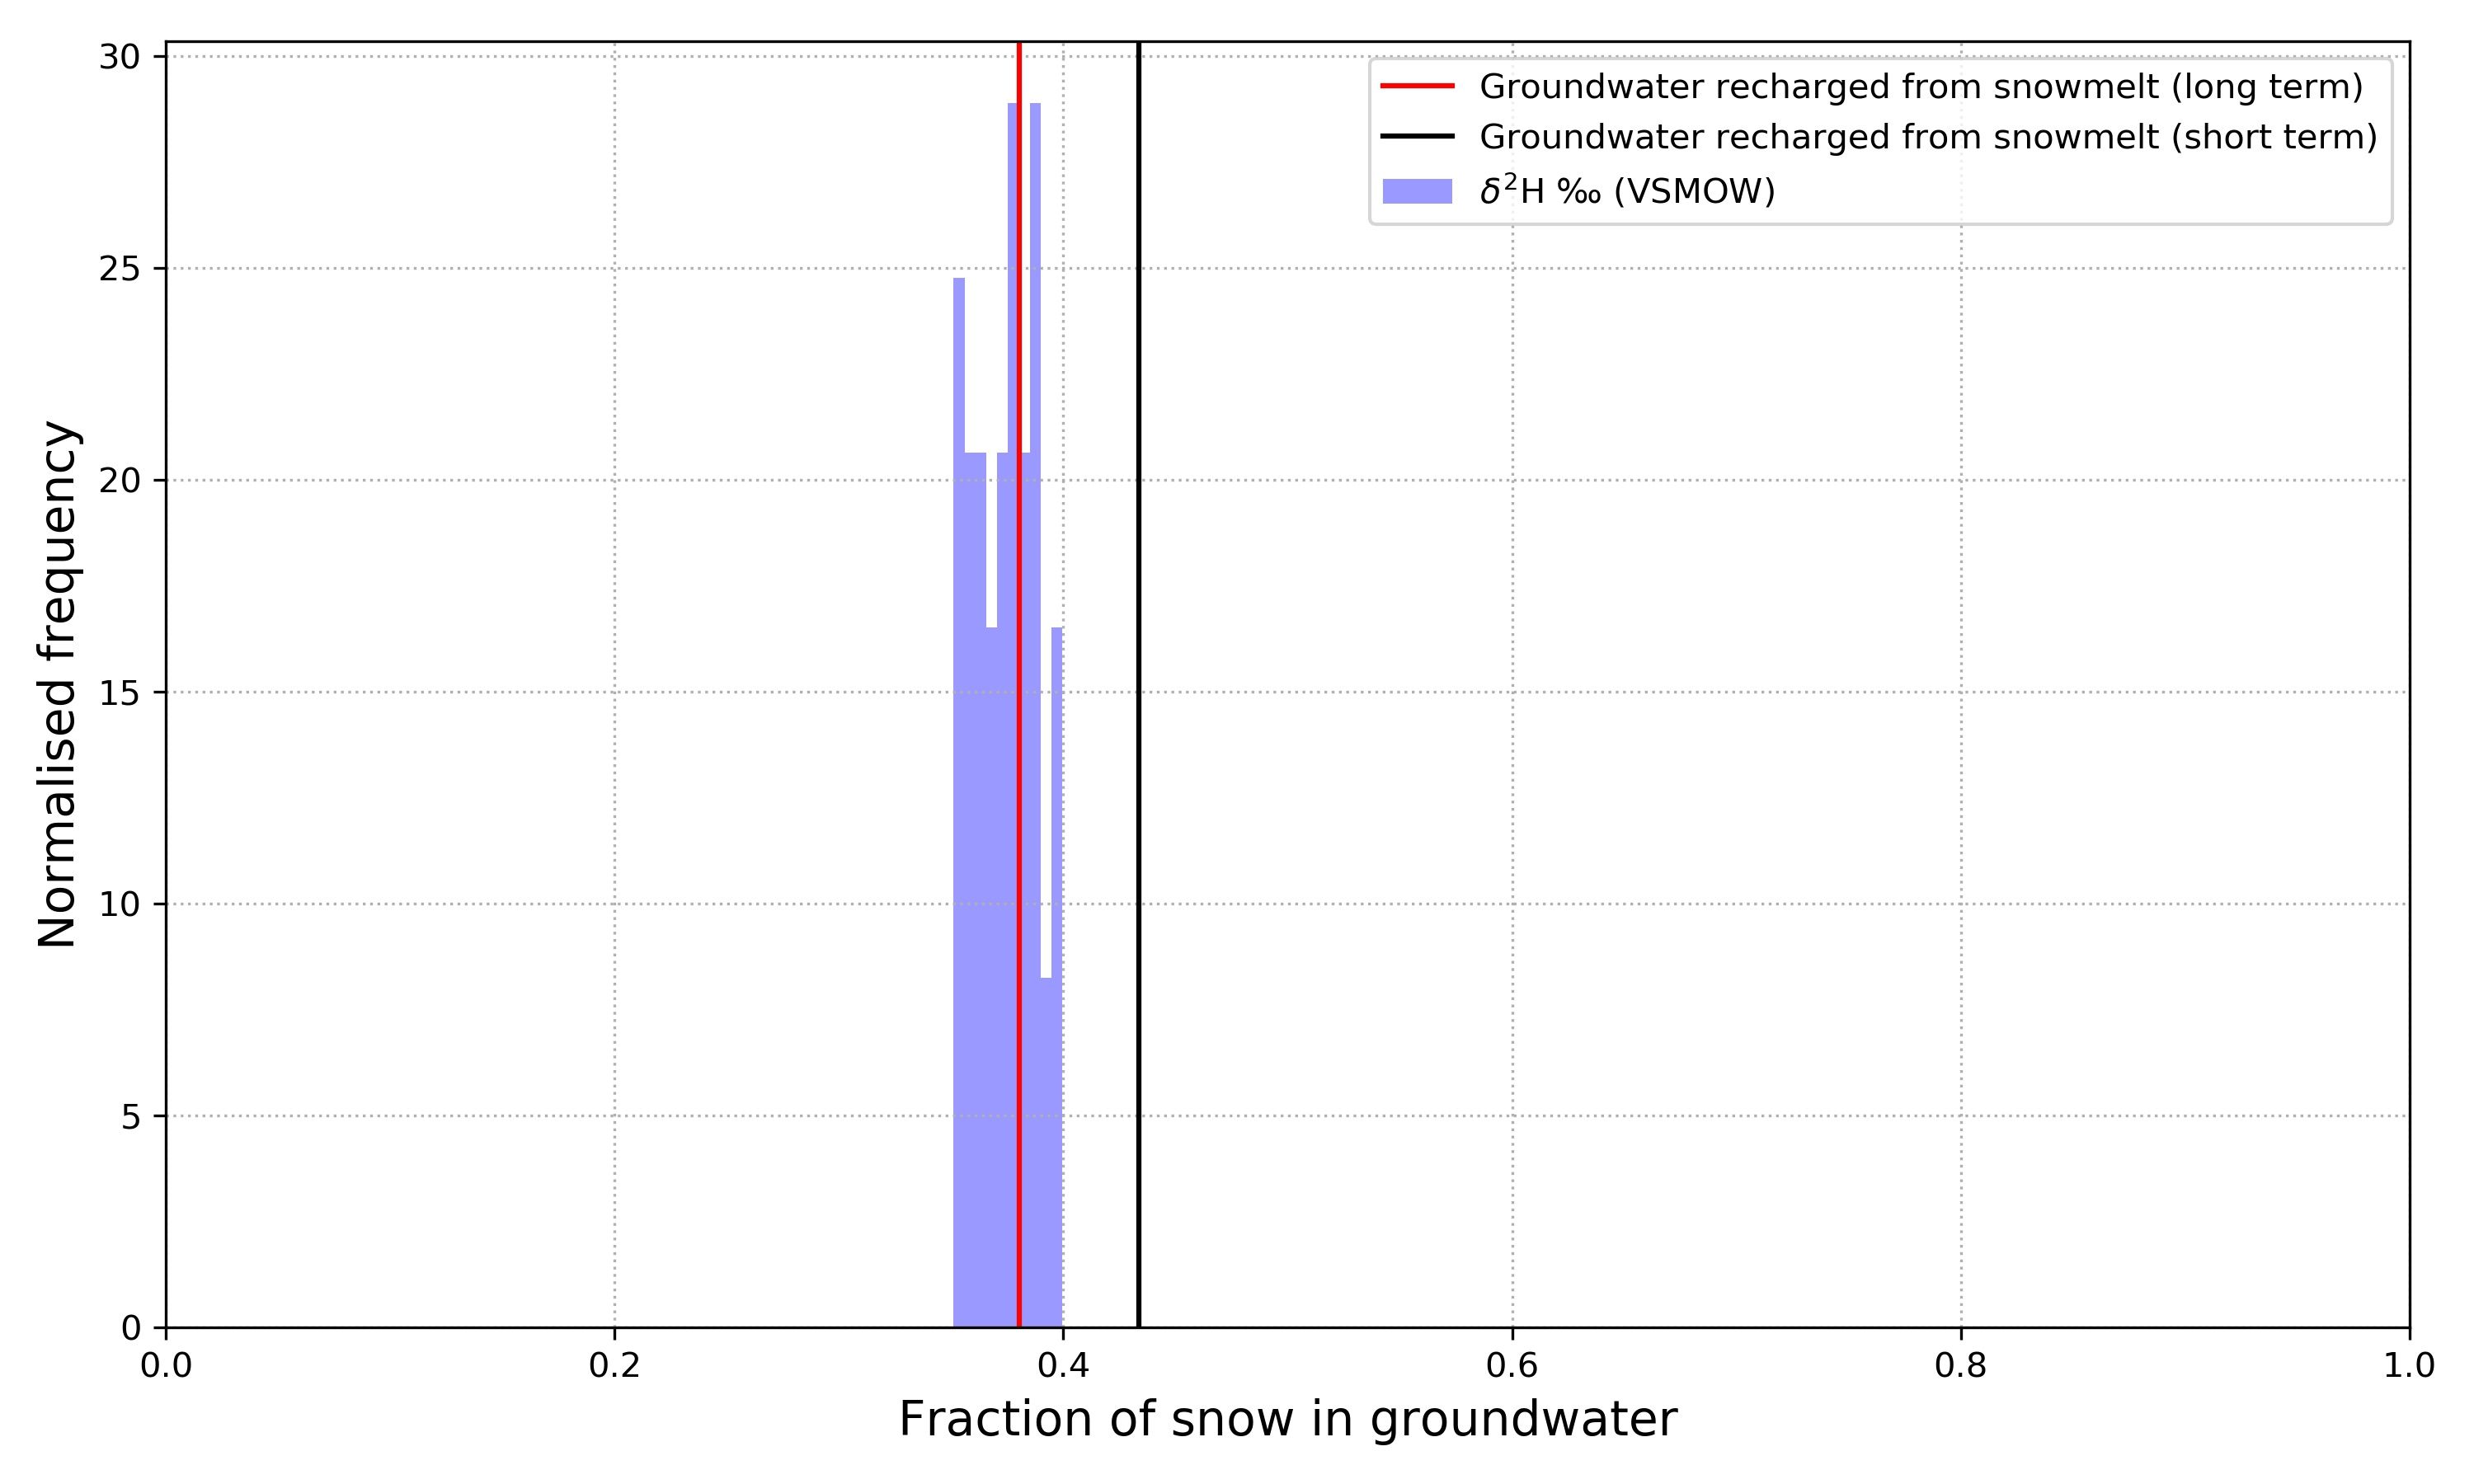 30
25
20
15
10
5
0
Normalised frequency
Groundwater recharged from snowmelt (long term)
Groundwater recharged from snowmelt (short term)
δ²H ‰ (VSMOW)
0.0 0.2 0.4 0.6 0.8 1.0
Fraction of snow in groundwater